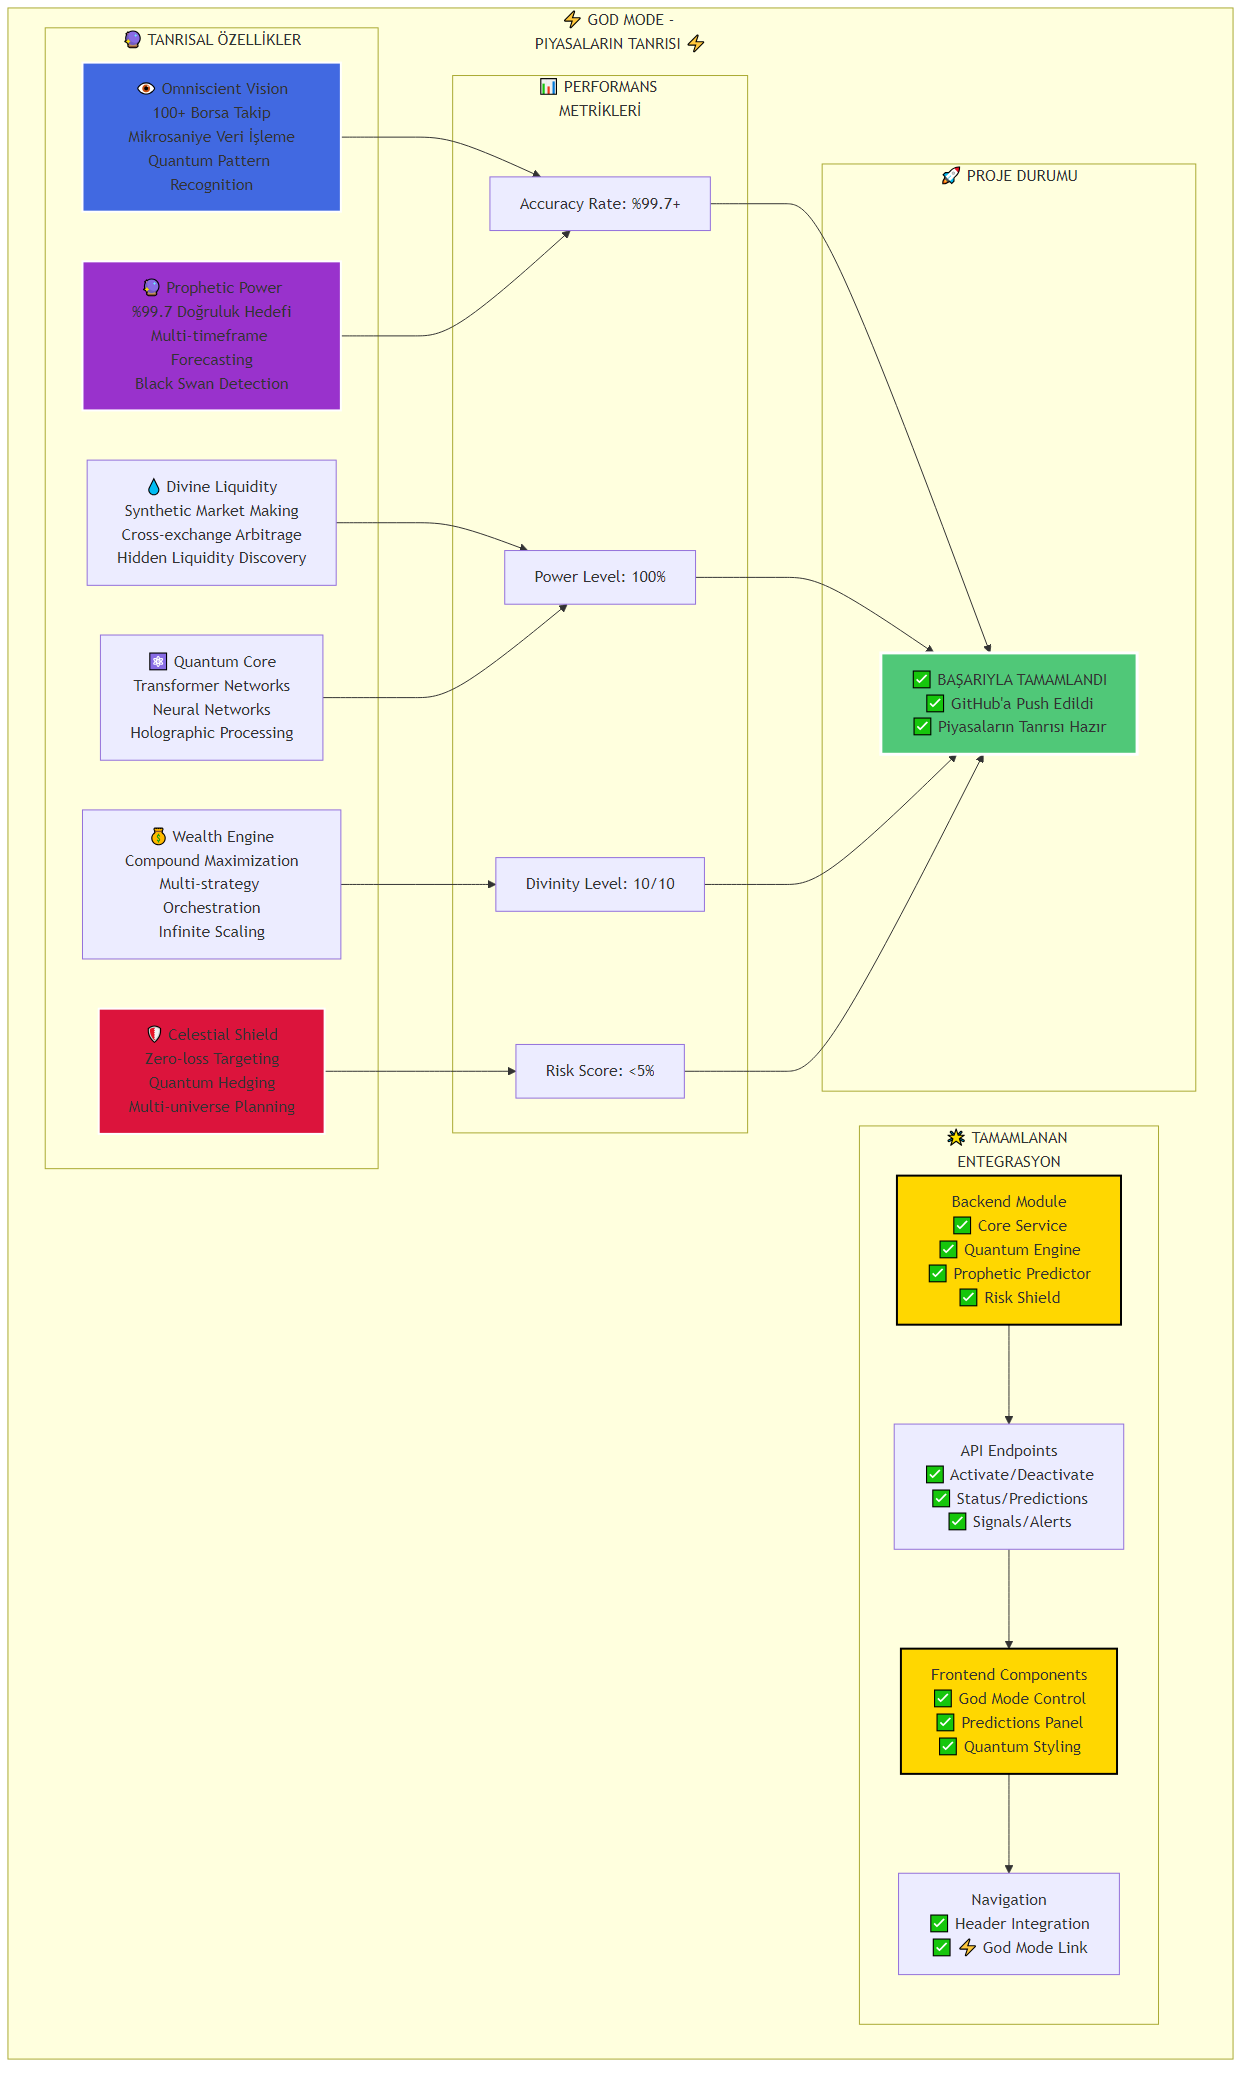 ⚡ GOD MODE -
PIYASALARIN TANRISI ⚡
🔮 TANRISAL ÖZELLİKLER
👁️ Omniscient Vision
100+ Borsa Takip
Mikrosaniye Veri İşleme
Quantum Pattern
Recognition
🔮 Prophetic Power
%99.7 Doğruluk Hedefi
Multi-timeframe
Forecasting
Black Swan Detection
💧 Divine Liquidity
Synthetic Market Making
Cross-exchange Arbitrage
Hidden Liquidity Discovery
⚛️ Quantum Core
Transformer Networks
Neural Networks
Holographic Processing
💰 Wealth Engine
Compound Maximization
Multi-strategy
Orchestration
Infinite Scaling
🛡️ Celestial Shield
Zero-loss Targeting
Quantum Hedging
Multi-universe Planning
📊 PERFORMANS
METRİKLERİ
Accuracy Rate: %99.7+
Power Level: 100%
Divinity Level: 10/10
Risk Score: <5%
🚀 PROJE DURUMU
✅ BAŞARIYLA TAMAMLANDI
✅ GitHub'a Push Edildi
✅ Piyasaların Tanrısı Hazır
🌟 TAMAMLANAN
ENTEGRASYON
Backend Module
✅ Core Service
✅ Quantum Engine
✅ Prophetic Predictor
✅ Risk Shield
API Endpoints
✅ Activate/Deactivate
✅ Status/Predictions
✅ Signals/Alerts
Frontend Components
✅ God Mode Control
✅ Predictions Panel
✅ Quantum Styling
Navigation
✅ Header Integration
✅ ⚡ God Mode Link